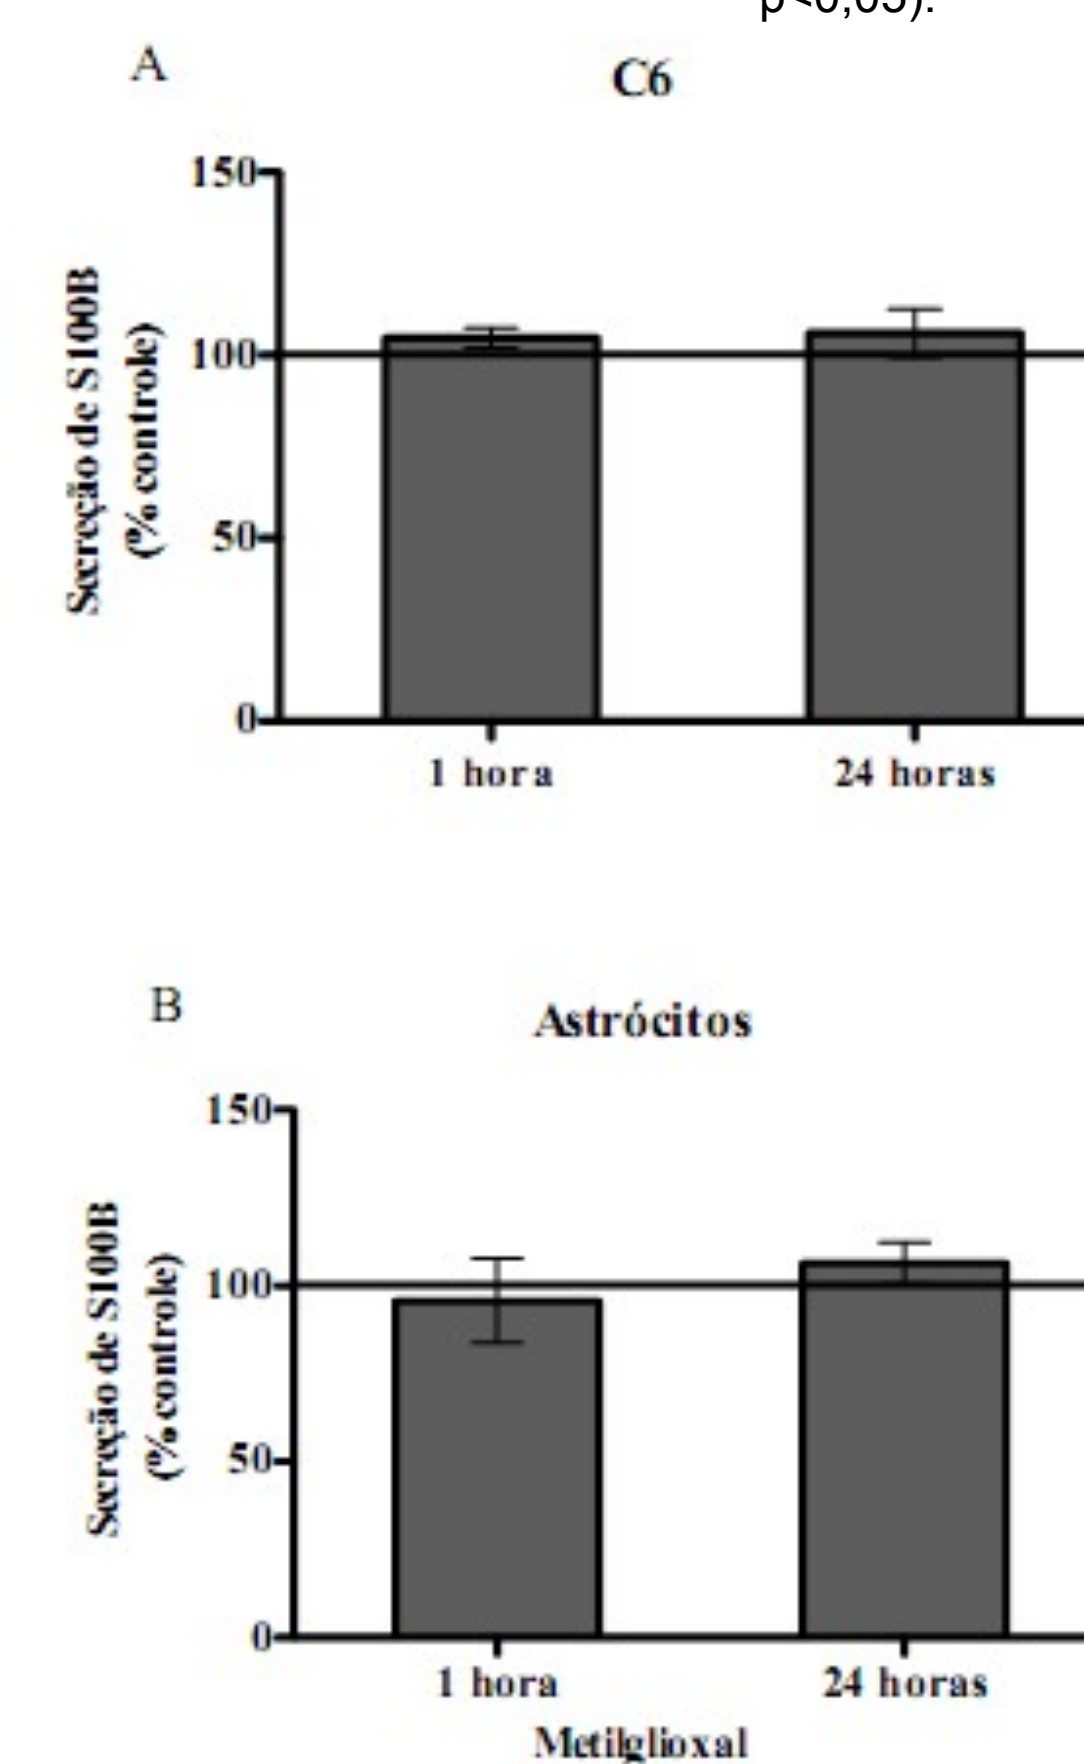 p<0,05).
A
C6
150
100
50
0
Secreção de S100B
(% controle)
1 hora
24 horas
B
Astrócitos
150
100
50
0
Secreção de S100B
(% controle)
1 hora
24 horas
Metilglioxal